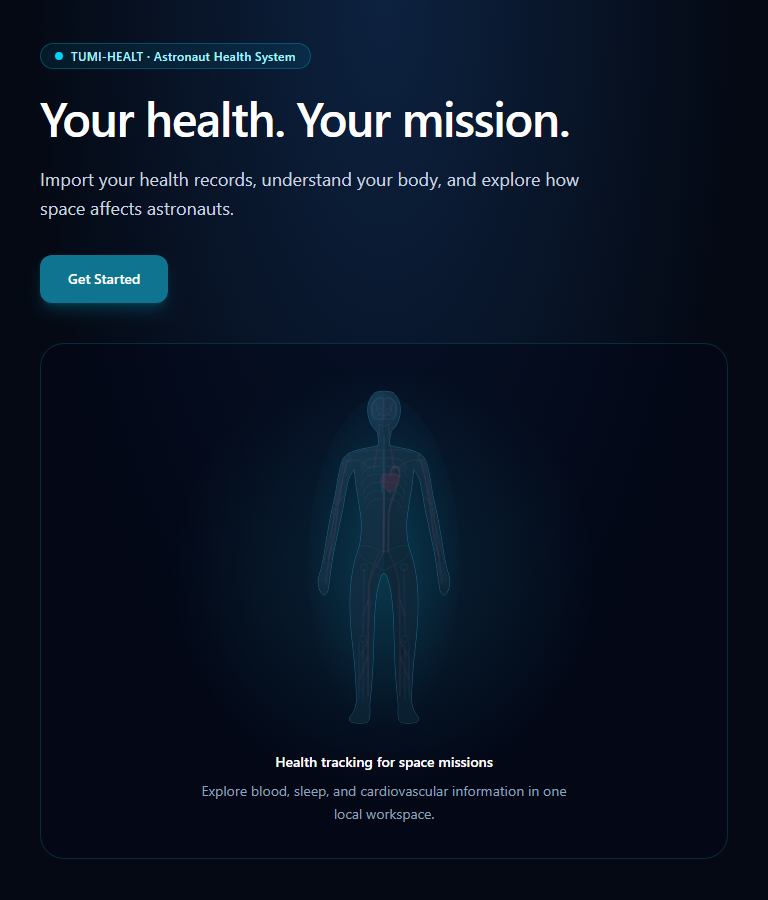 TUMI-HEALT · Astronaut Health System
Your health. Your mission.
Import your health records, understand your body, and explore how
space affects astronauts.
Get Started
Health tracking for space missions
Explore blood, sleep, and cardiovascular information in one
local workspace.